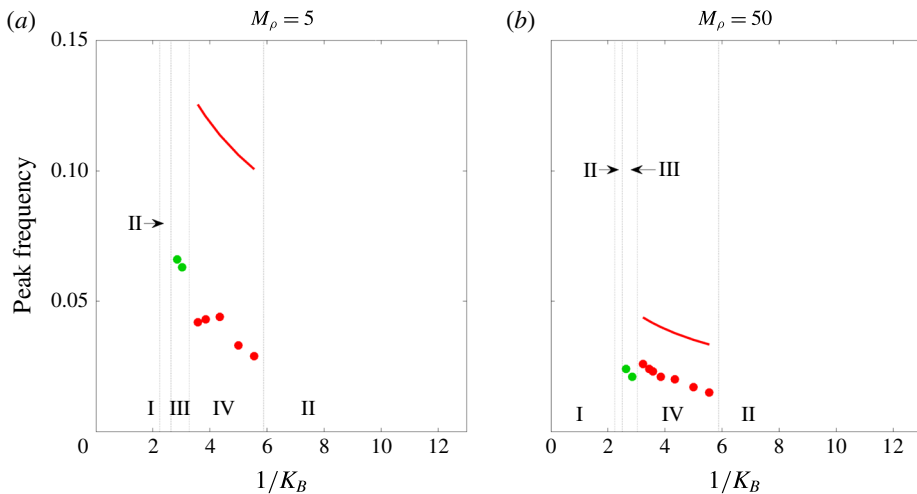 (a) M_ρ = 5
(b) M_ρ = 50
Peak frequency
0.15
0.10
0.05
II
I III IV II
0 2 4 6 8 10 12
1/K_B
II III
I IV II
0 2 4 6 8 10 12
1/K_B